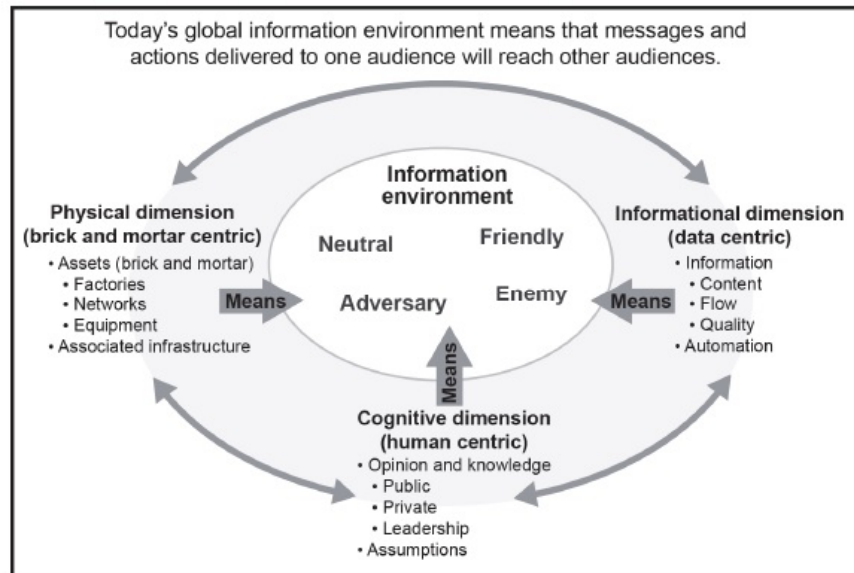 Today's global information environment means that messages and
actions delivered to one audience will reach other audiences.
Information
environment
Neutral
Friendly
Adversary
Enemy
Physical dimension
(brick and mortar centric)
• Assets (brick and mortar)
• Factories
• Networks
• Equipment
• Associated infrastructure
Means
Informational dimension
(data centric)
• Information
• Content
• Flow
• Quality
• Automation
Means
Means
Cognitive dimension
(human centric)
• Opinion and knowledge
• Public
• Private
• Leadership
• Assumptions